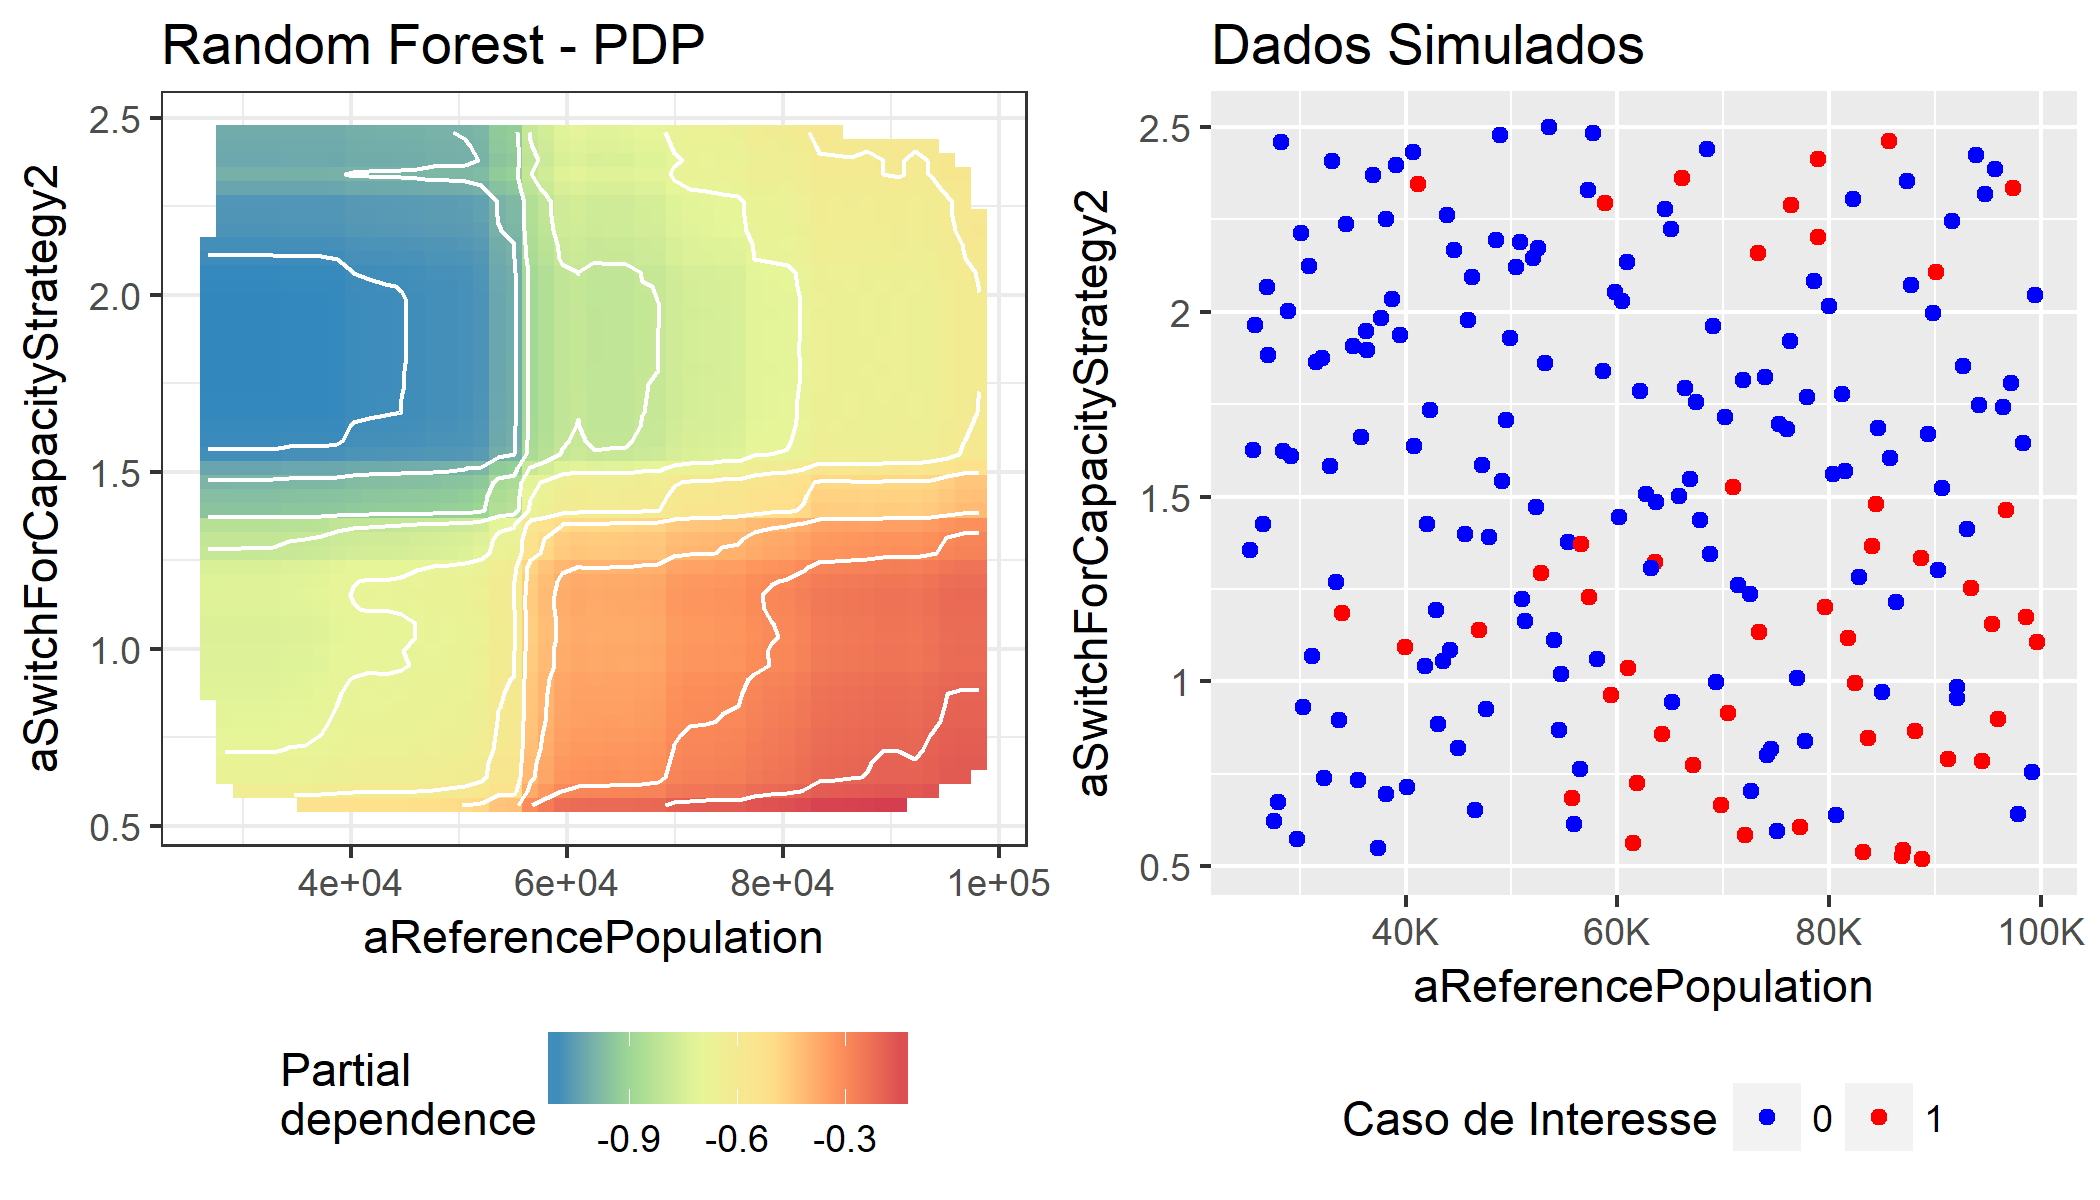 Random Forest - PDP
aSwitchForCapacityStrategy2
2.5
2.0
1.5
1.0
0.5
4e+04 6e+04 8e+04 1e+05
aReferencePopulation
Partial
dependence
-0.9 -0.6 -0.3
Dados Simulados
aSwitchForCapacityStrategy2
2.5
2
1.5
1
0.5
40K 60K 80K 100K
aReferencePopulation
Caso de Interesse 0 1